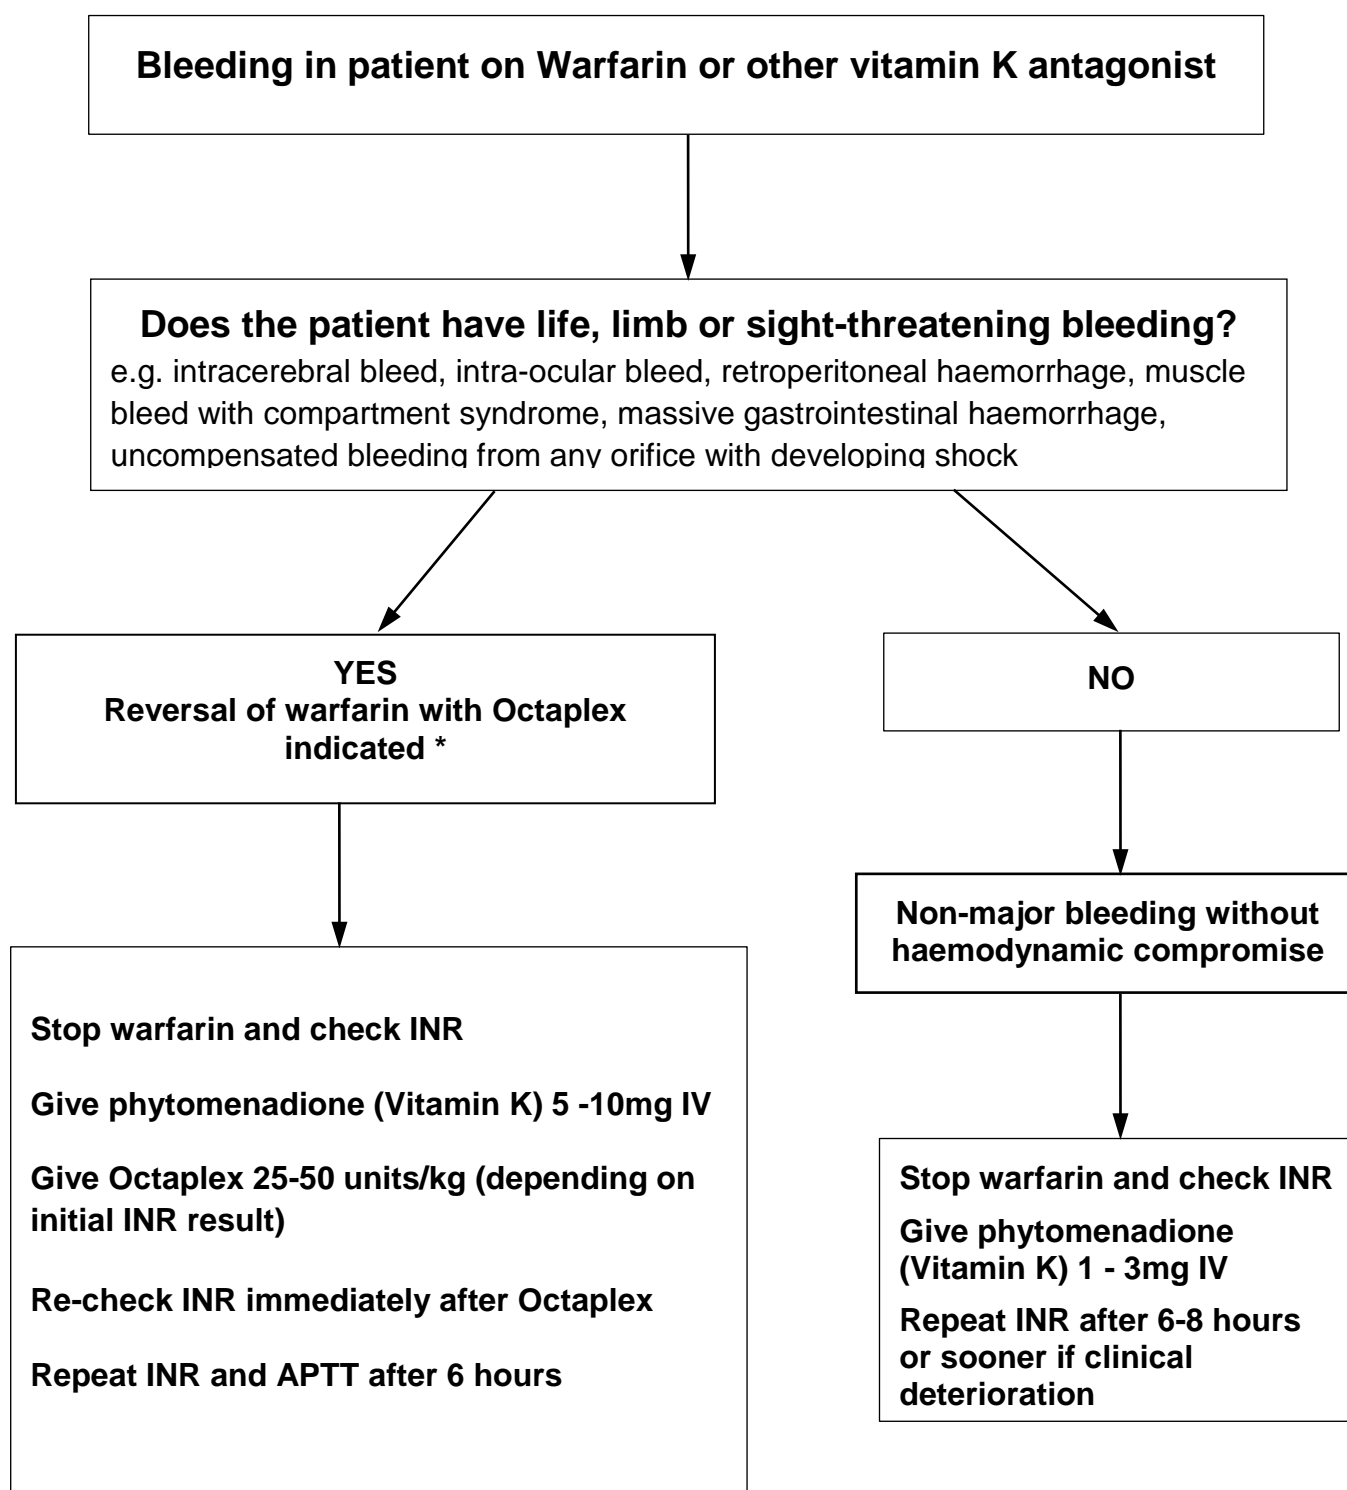 Bleeding in patient on Warfarin or other vitamin K antagonist
Does the patient have life, limb or sight-threatening bleeding?
e.g. intracerebral bleed, intra-ocular bleed, retroperitoneal haemorrhage, muscle
bleed with compartment syndrome, massive gastrointestinal haemorrhage,
uncompensated bleeding from any orifice with developing shock
YES
Reversal of warfarin with Octaplex
indicated *
NO
Non-major bleeding without
haemodynamic compromise
Stop warfarin and check INR
Give phytomenadione (Vitamin K) 5 -10mg IV
Give Octaplex 25-50 units/kg (depending on
initial INR result)
Re-check INR immediately after Octaplex
Repeat INR and APTT after 6 hours
Stop warfarin and check INR
Give phytomenadione
(Vitamin K) 1 - 3mg IV
Repeat INR after 6-8 hours
or sooner if clinical
deterioration